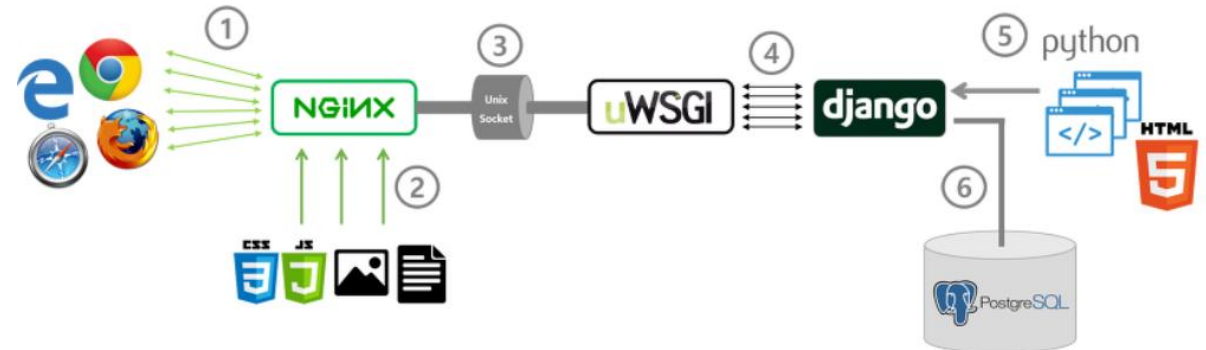 ①
③
④
⑤ python
NGiNX
Unix
Socket
uWSGI
django
</>
HTML
5
②
⑥
CSS
3
JS
PostgreSQL